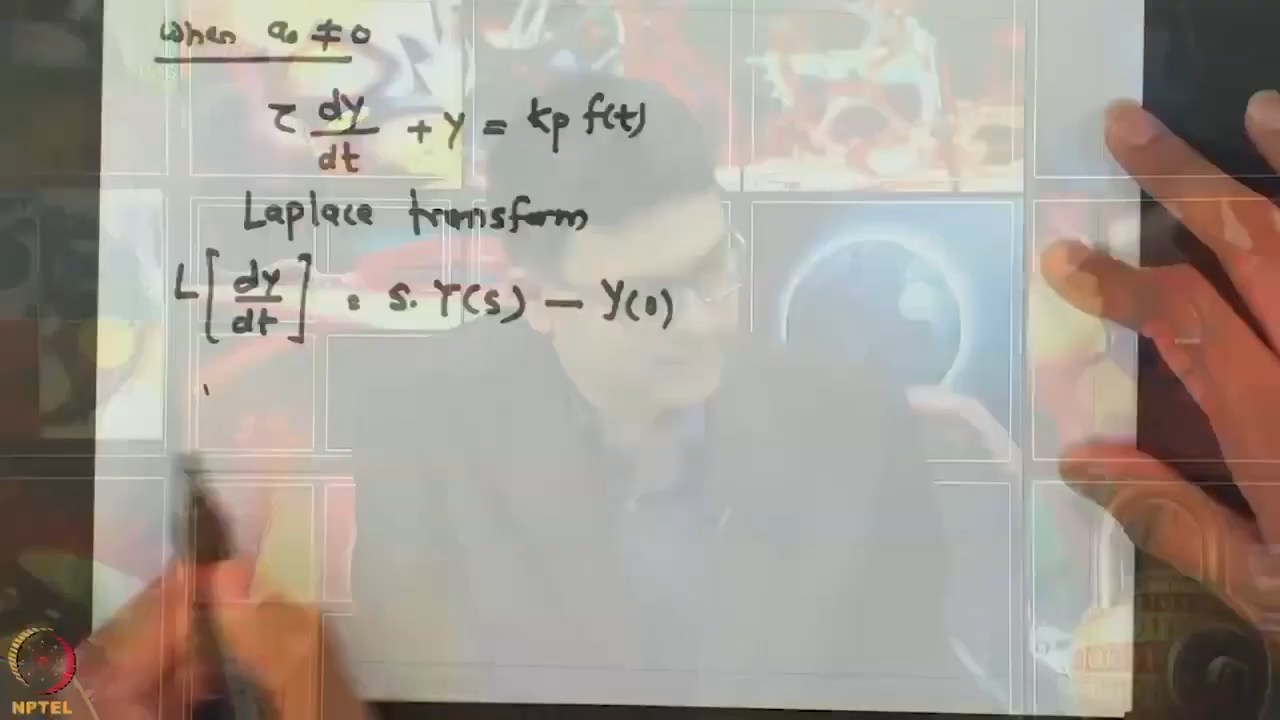 when a₀ ≠ 0
τ dy/dt + y = kp f(t)
Laplace transform
L[dy/dt] = s. Y(s) — y(0)
NPTEL